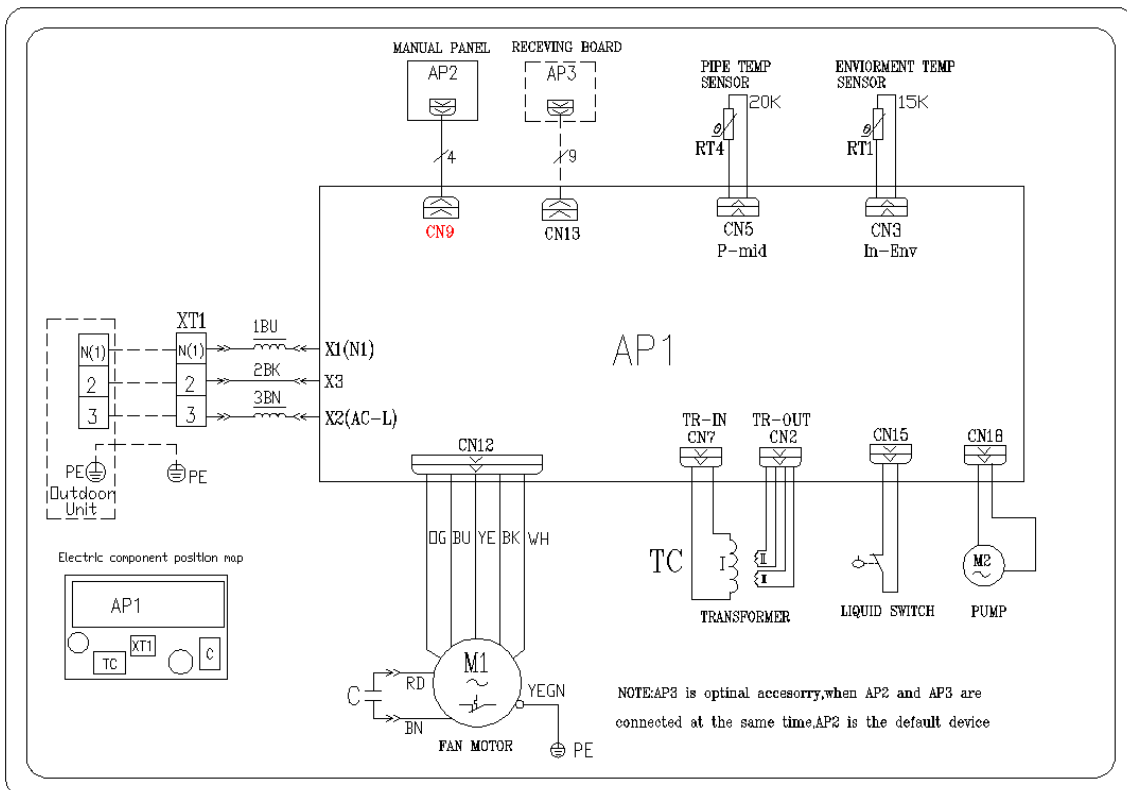 MANUAL PANEL
RECEVING BOARD
AP2
AP3
PIPE TEMP
SENSOR
20K
RT4
ENVIORMENT TEMP
SENSOR
15K
RT1
4
9
CN9
CN13
CN5
P-mid
CN3
In-Env
AP1
XT1
N(1)
2
3
N(1)
2
3
1BU
2BK
3BN
X1(N1)
X3
X2(AC-L)
PE
PE
Outdoor
Unit
CN12
TR-IN
CN7
TR-OUT
CN2
CN15
CN18
OG
BU
YE
BK
WH
TC
I
II
II
TRANSFORMER
LIQUID SWITCH
M2
PUMP
Electric component position map
AP1
TC
XT1
C
C
RD
BN
M1
YEGN
PE
FAN MOTOR
NOTE:AP3 is optinal accesorry,when AP2 and AP3 are
connected at the same time,AP2 is the default device